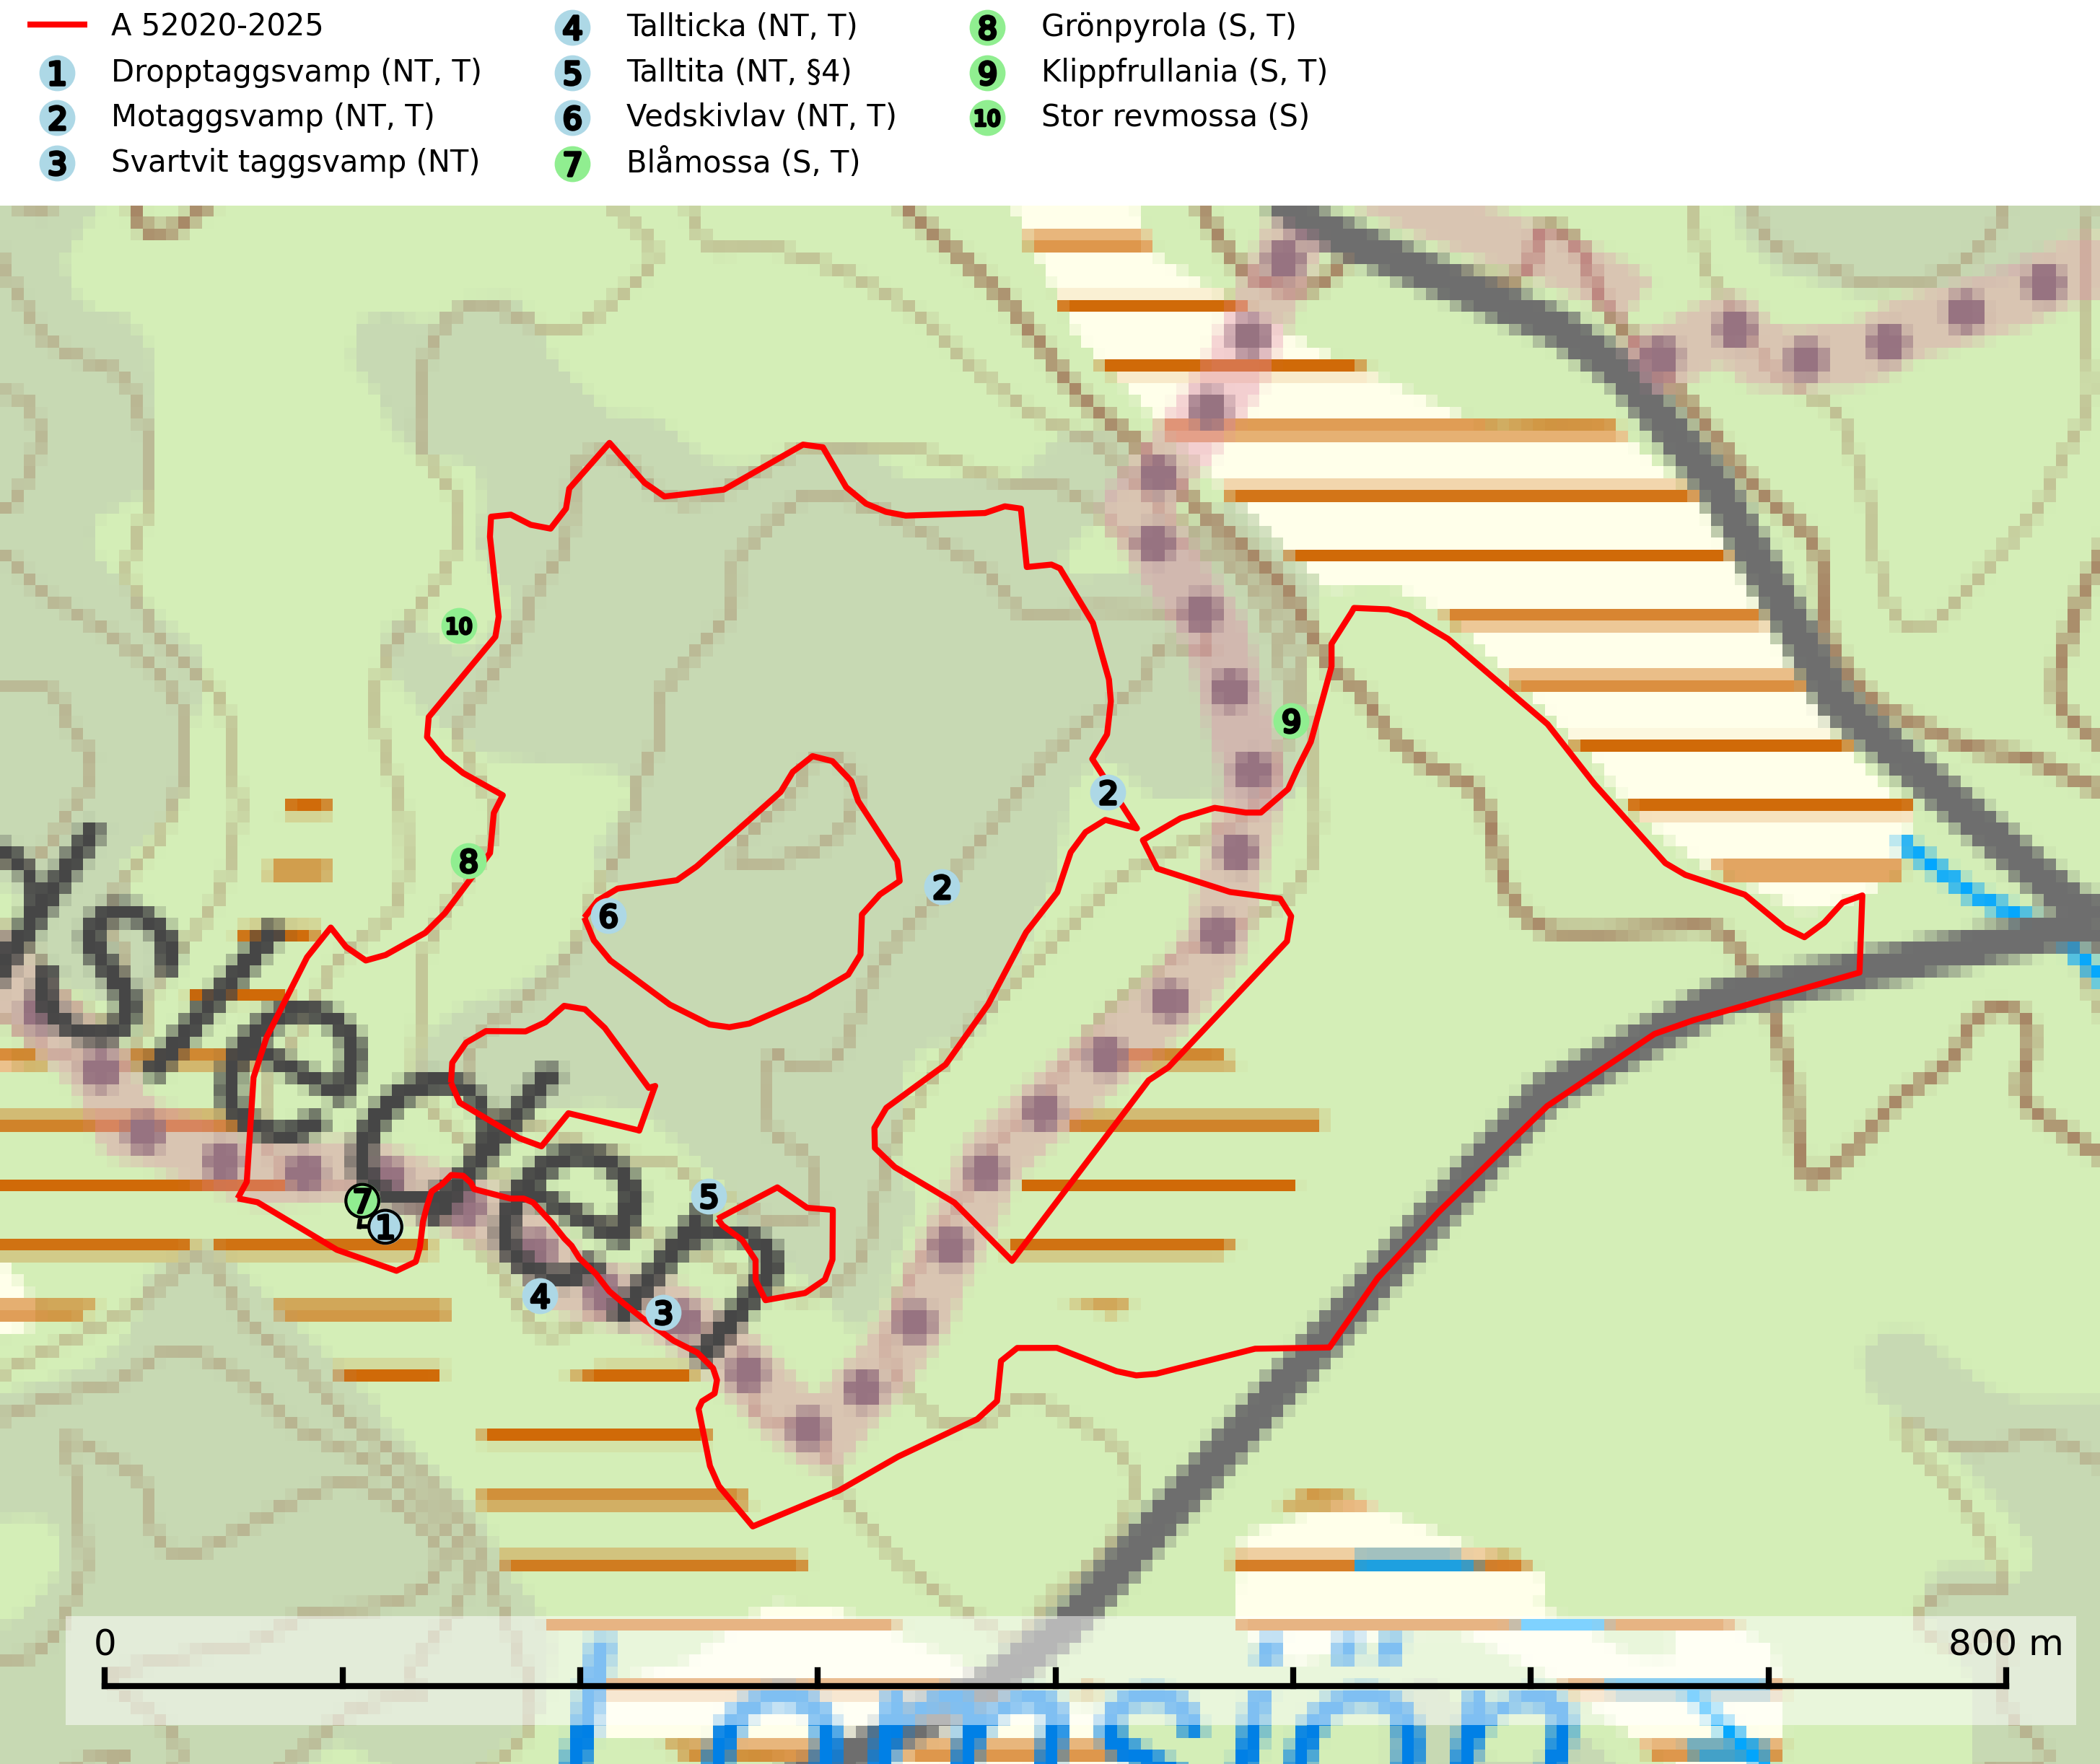 A 52020-2025
1 Dropptaggsvamp (NT, T)
2 Motaggsvamp (NT, T)
3 Svartvit taggsvamp (NT)
4 Tallticka (NT, T)
5 Talltita (NT, §4)
6 Vedskivlav (NT, T)
7 Blåmossa (S, T)
8 Grönpyrola (S, T)
9 Klippfrullania (S, T)
10 Stor revmossa (S)
10
9
2
8
2
6
5
7
1
4
3
0
800 m